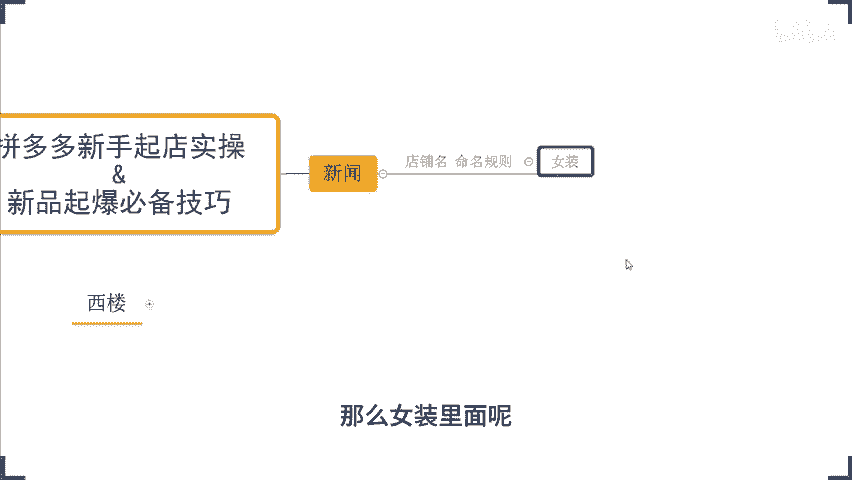 拼多多新手起店实操
&
新品起爆必备技巧
新闻
店铺名 命名规则
女装
西楼
那么女装里面呢